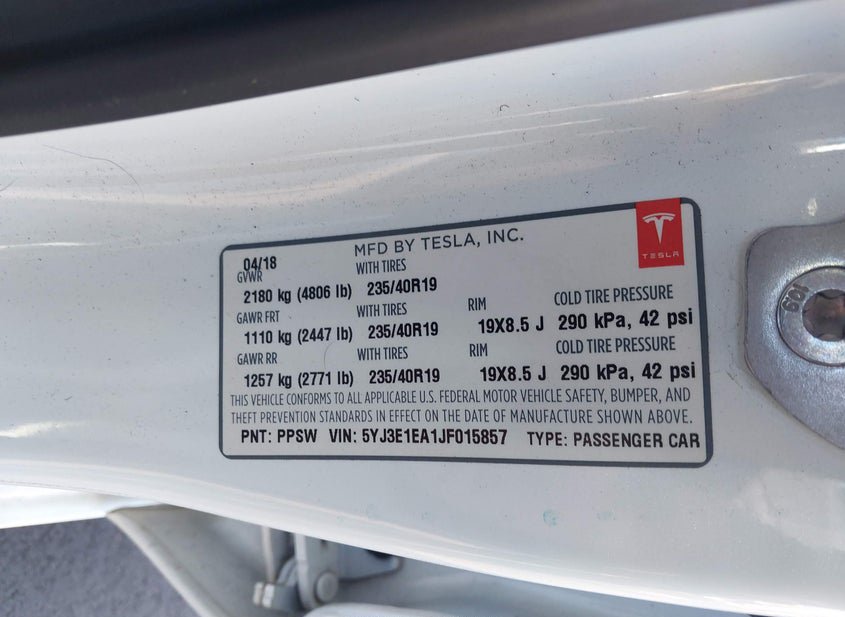 MFD BY TESLA, INC.
TESLA
04/18
GVWR WITH TIRES
2180 kg (4806 lb) 235/40R19
GAWR FRT WITH TIRES RIM COLD TIRE PRESSURE
1110 kg (2447 lb) 235/40R19 19X8.5 J 290 kPa, 42 psi
GAWR RR WITH TIRES RIM COLD TIRE PRESSURE
1257 kg (2771 lb) 235/40R19 19X8.5 J 290 kPa, 42 psi
THIS VEHICLE CONFORMS TO ALL APPLICABLE U.S. FEDERAL MOTOR VEHICLE SAFETY, BUMPER, AND
THEFT PREVENTION STANDARDS IN EFFECT ON THE DATE OF MANUFACTURE SHOWN ABOVE.
PNT: PPSW VIN: 5YJ3E1EA1JF015857 TYPE: PASSENGER CAR